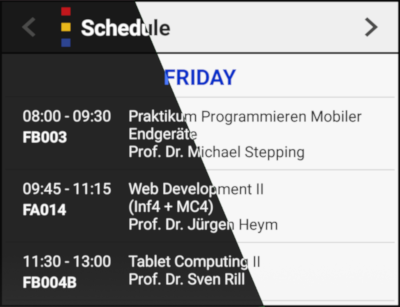 Schedule
FRIDAY
08:00 - 09:30 Praktikum Programmieren Mobiler
FB003 Endgeräte
Prof. Dr. Michael Stepping
09:45 - 11:15 Web Development II
FA014 (Inf4 + MC4)
Prof. Dr. Jürgen Heym
11:30 - 13:00 Tablet Computing II
FB004B Prof. Dr. Sven Rill